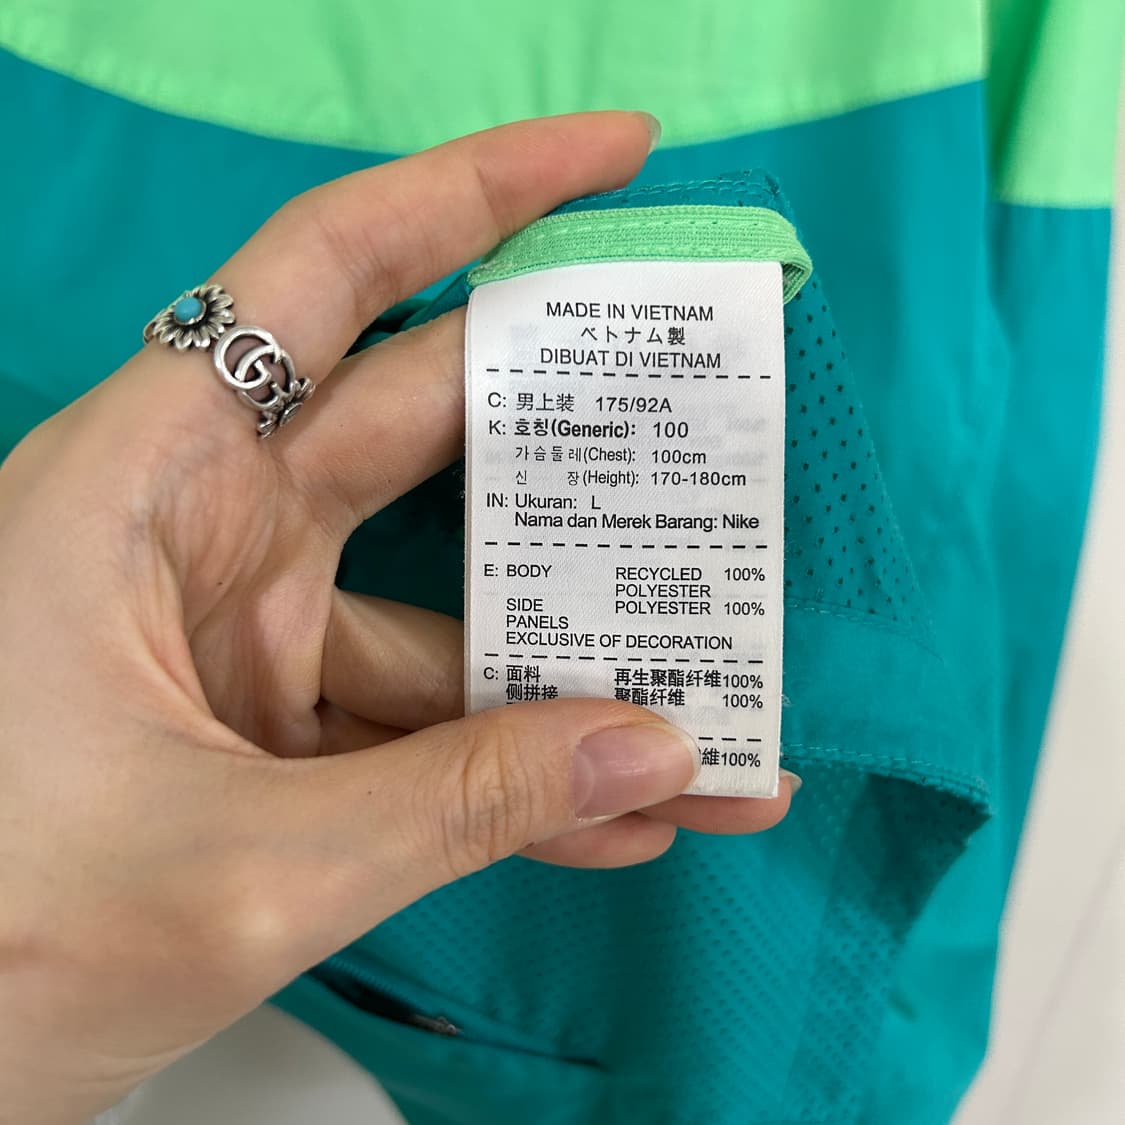 MADE IN VIETNAM
ベトナム製
DIBUAT DI VIETNAM
C: 男上装 175/92A
K: 호칭(Generic): 100
가슴둘레(Chest): 100cm
신 장(Height): 170-180cm
IN: Ukuran: L
Nama dan Merek Barang: Nike
E: BODY RECYCLED 100%
POLYESTER
SIDE POLYESTER 100%
PANELS
EXCLUSIVE OF DECORATION
C: 面料 再生聚酯纤维100%
侧拼接 聚酯纤维 100%
維100%